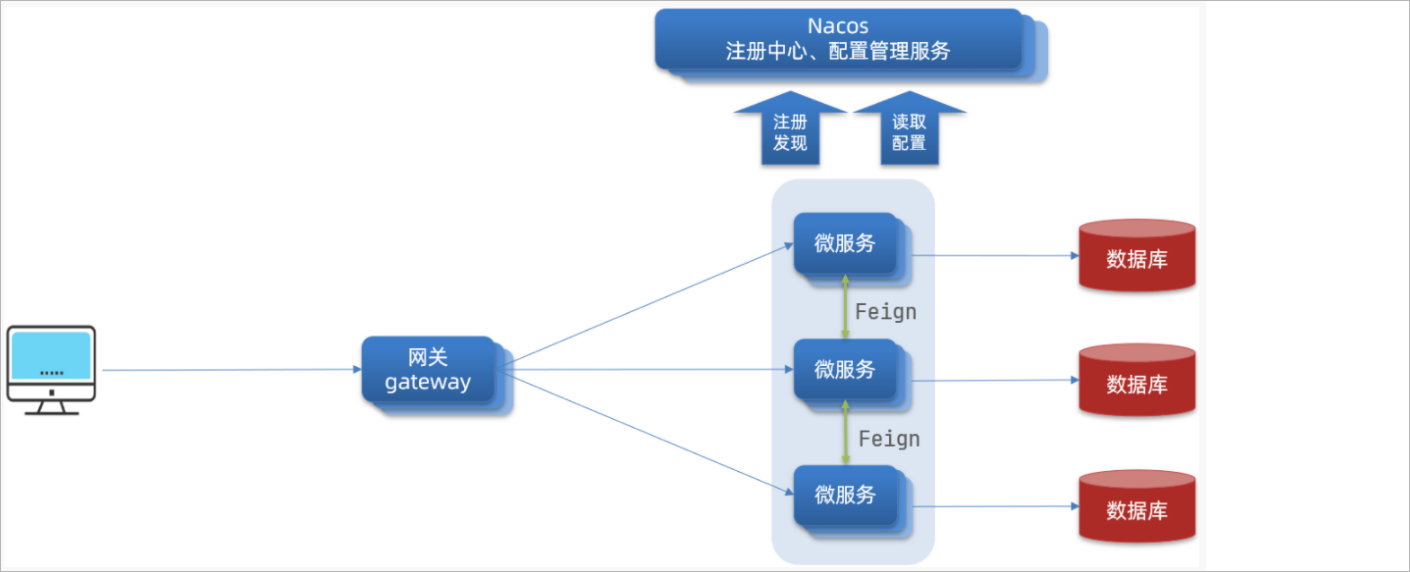 Nacos
注册中心、配置管理服务
注册
发现
读取
配置
微服务
数据库
Feign
.....
网关
gateway
微服务
数据库
Feign
微服务
数据库